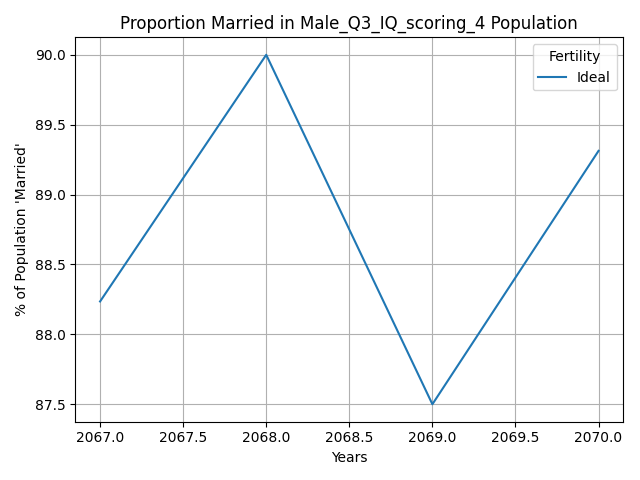 Proportion Married in Male_Q3_IQ_scoring_4 Population
Fertility
Ideal
% of Population 'Married'
90.0
89.5
89.0
88.5
88.0
87.5
2067.0 2067.5 2068.0 2068.5 2069.0 2069.5 2070.0
Years